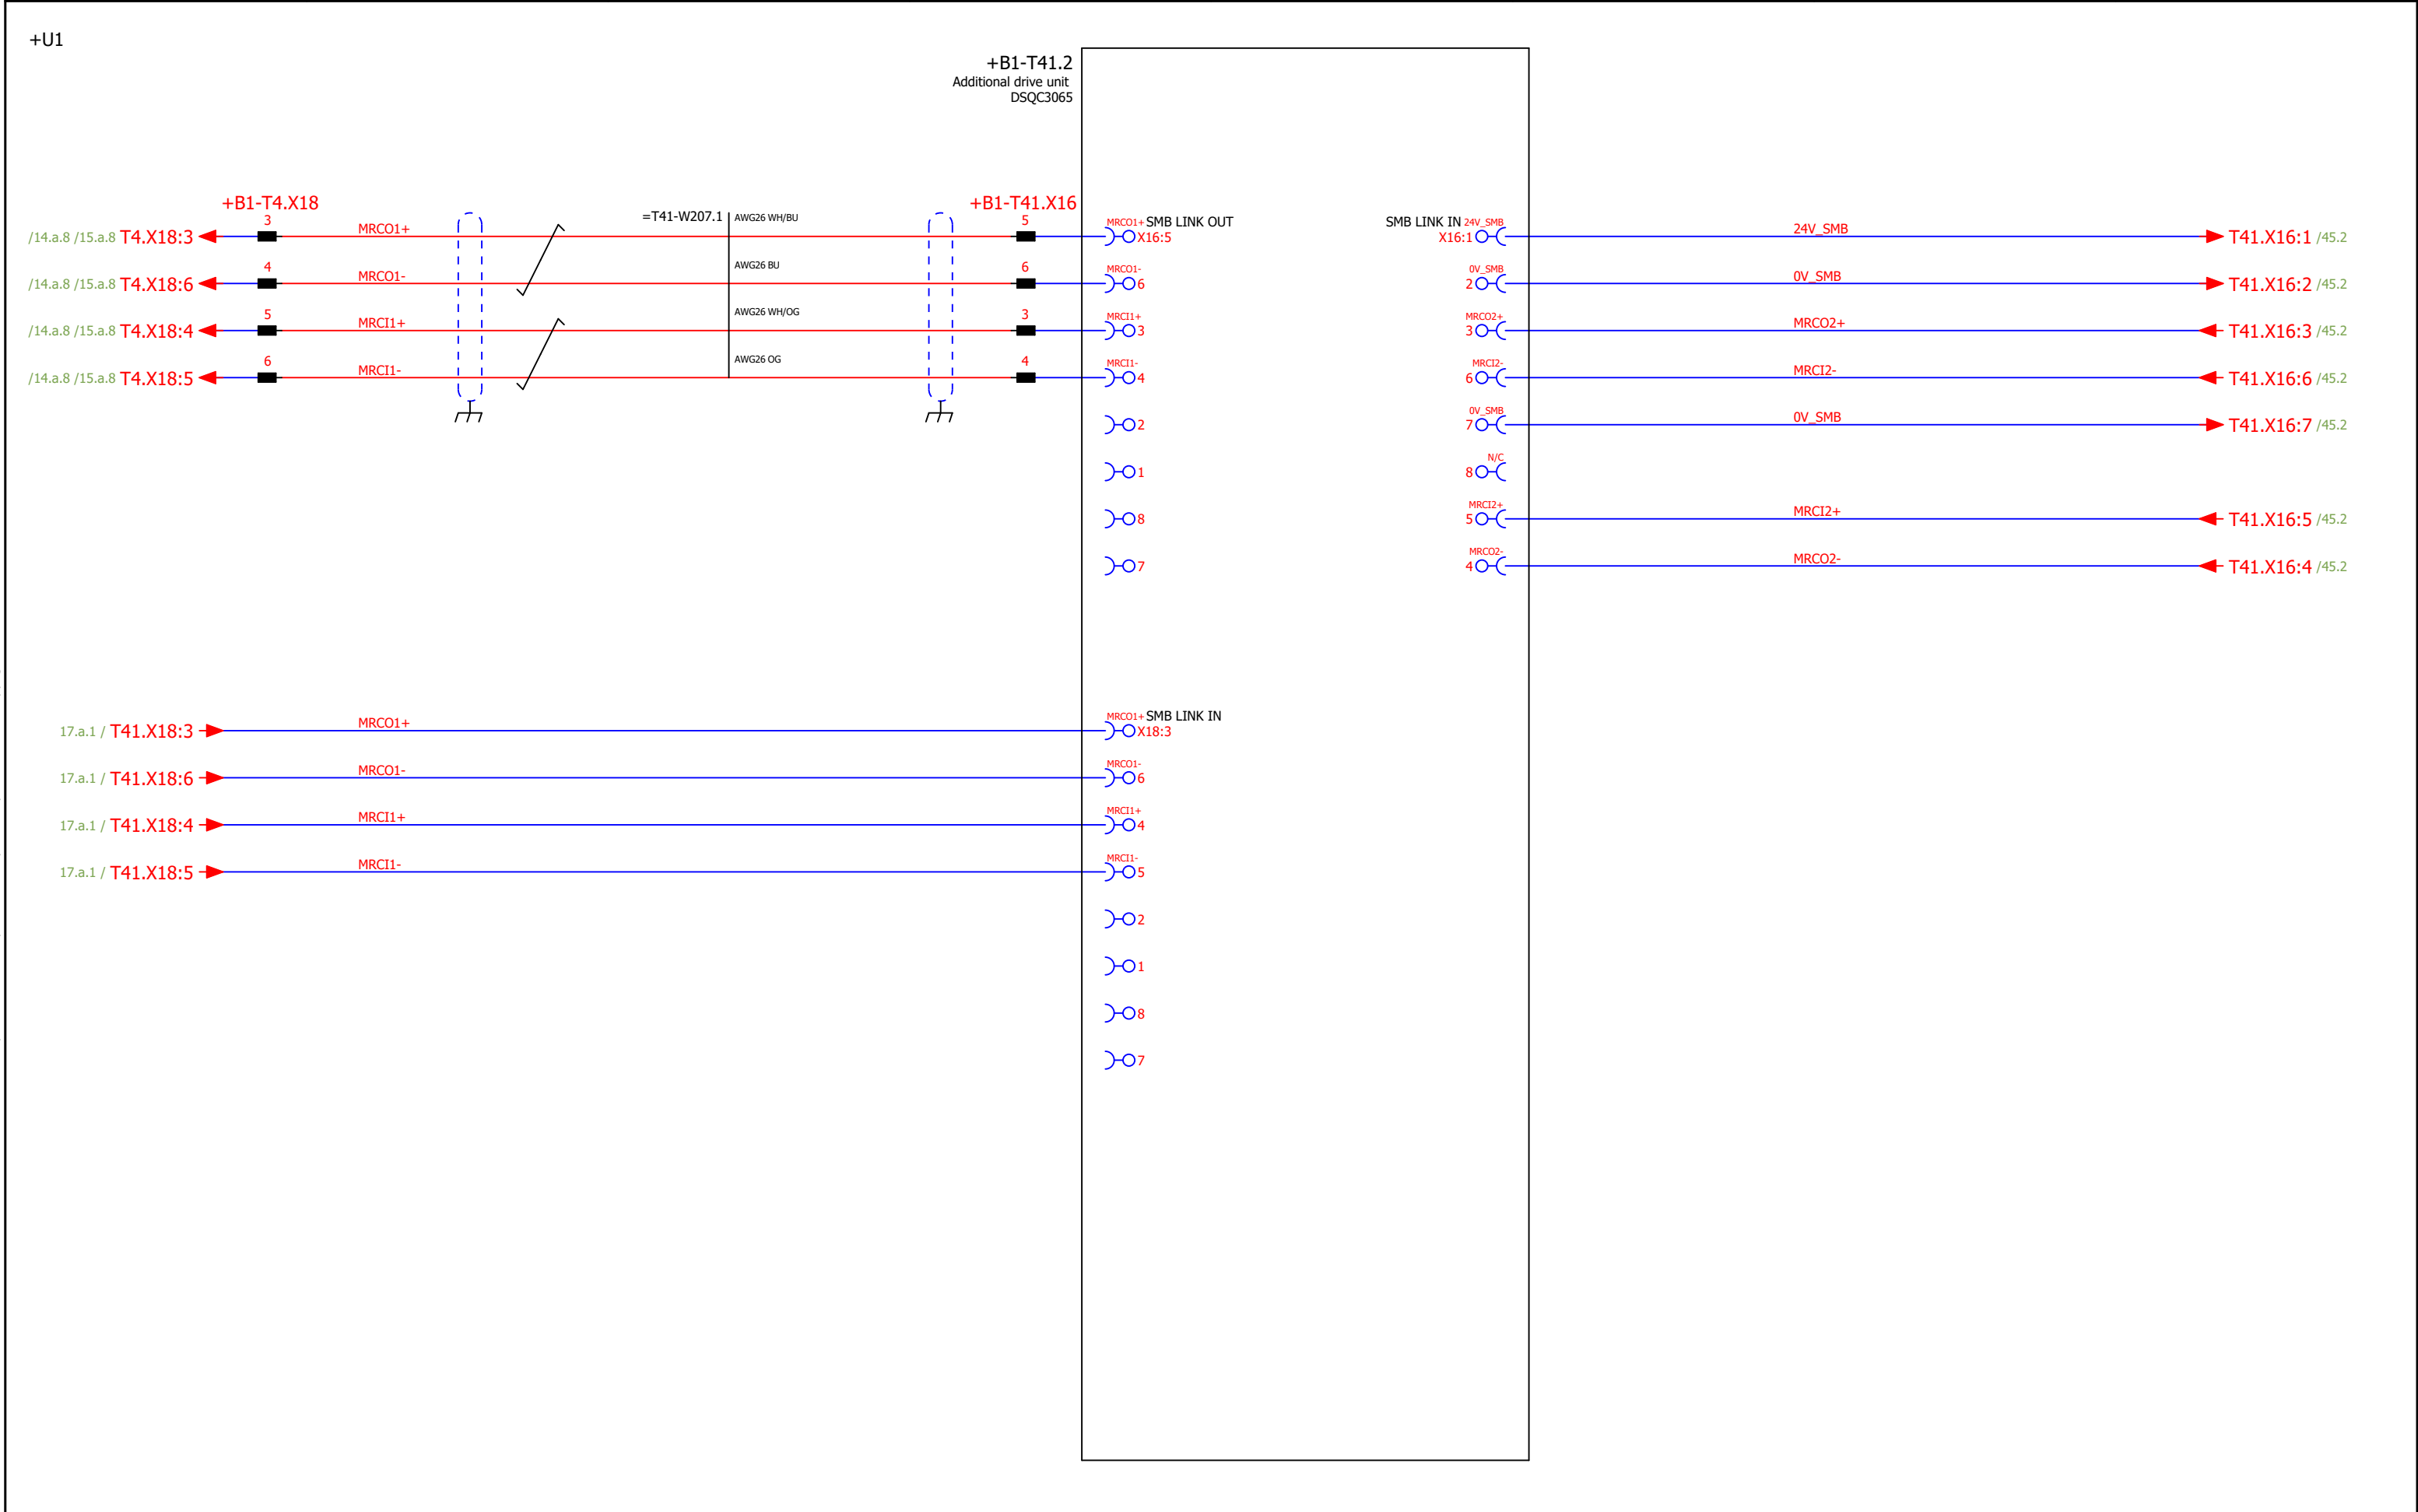 +U1
+B1-T41.2
Additional drive unit
DSQC3065
+B1-T4.X18
=T41-W207.1
AWG26 WH/BU
+B1-T41.X16
/14.a.8 /15.a.8 T4.X18:3
3
MRCO1+
5
MRCO1+ SMB LINK OUT
X16:5
SMB LINK IN 24V_SMB
X16:1
24V_SMB
T41.X16:1 /45.2
/14.a.8 /15.a.8 T4.X18:6
4
MRCO1-
AWG26 BU
6
MRCO1-
6
0V_SMB
2
0V_SMB
T41.X16:2 /45.2
/14.a.8 /15.a.8 T4.X18:4
5
MRCI1+
AWG26 WH/OG
3
MRCI1+
3
MRCO2+
3
MRCO2+
T41.X16:3 /45.2
/14.a.8 /15.a.8 T4.X18:5
6
MRCI1-
AWG26 OG
4
MRCI1-
4
MRCI2-
6
MRCI2-
T41.X16:6 /45.2
2
0V_SMB
7
0V_SMB
T41.X16:7 /45.2
1
N/C
8
8
MRCI2+
5
MRCI2+
T41.X16:5 /45.2
7
MRCO2-
4
MRCO2-
T41.X16:4 /45.2
17.a.1 / T41.X18:3
MRCO1+
MRCO1+ SMB LINK IN
X18:3
17.a.1 / T41.X18:6
MRCO1-
MRCO1-
6
17.a.1 / T41.X18:4
MRCI1+
MRCI1+
4
17.a.1 / T41.X18:5
MRCI1-
MRCI1-
5
2
1
8
7